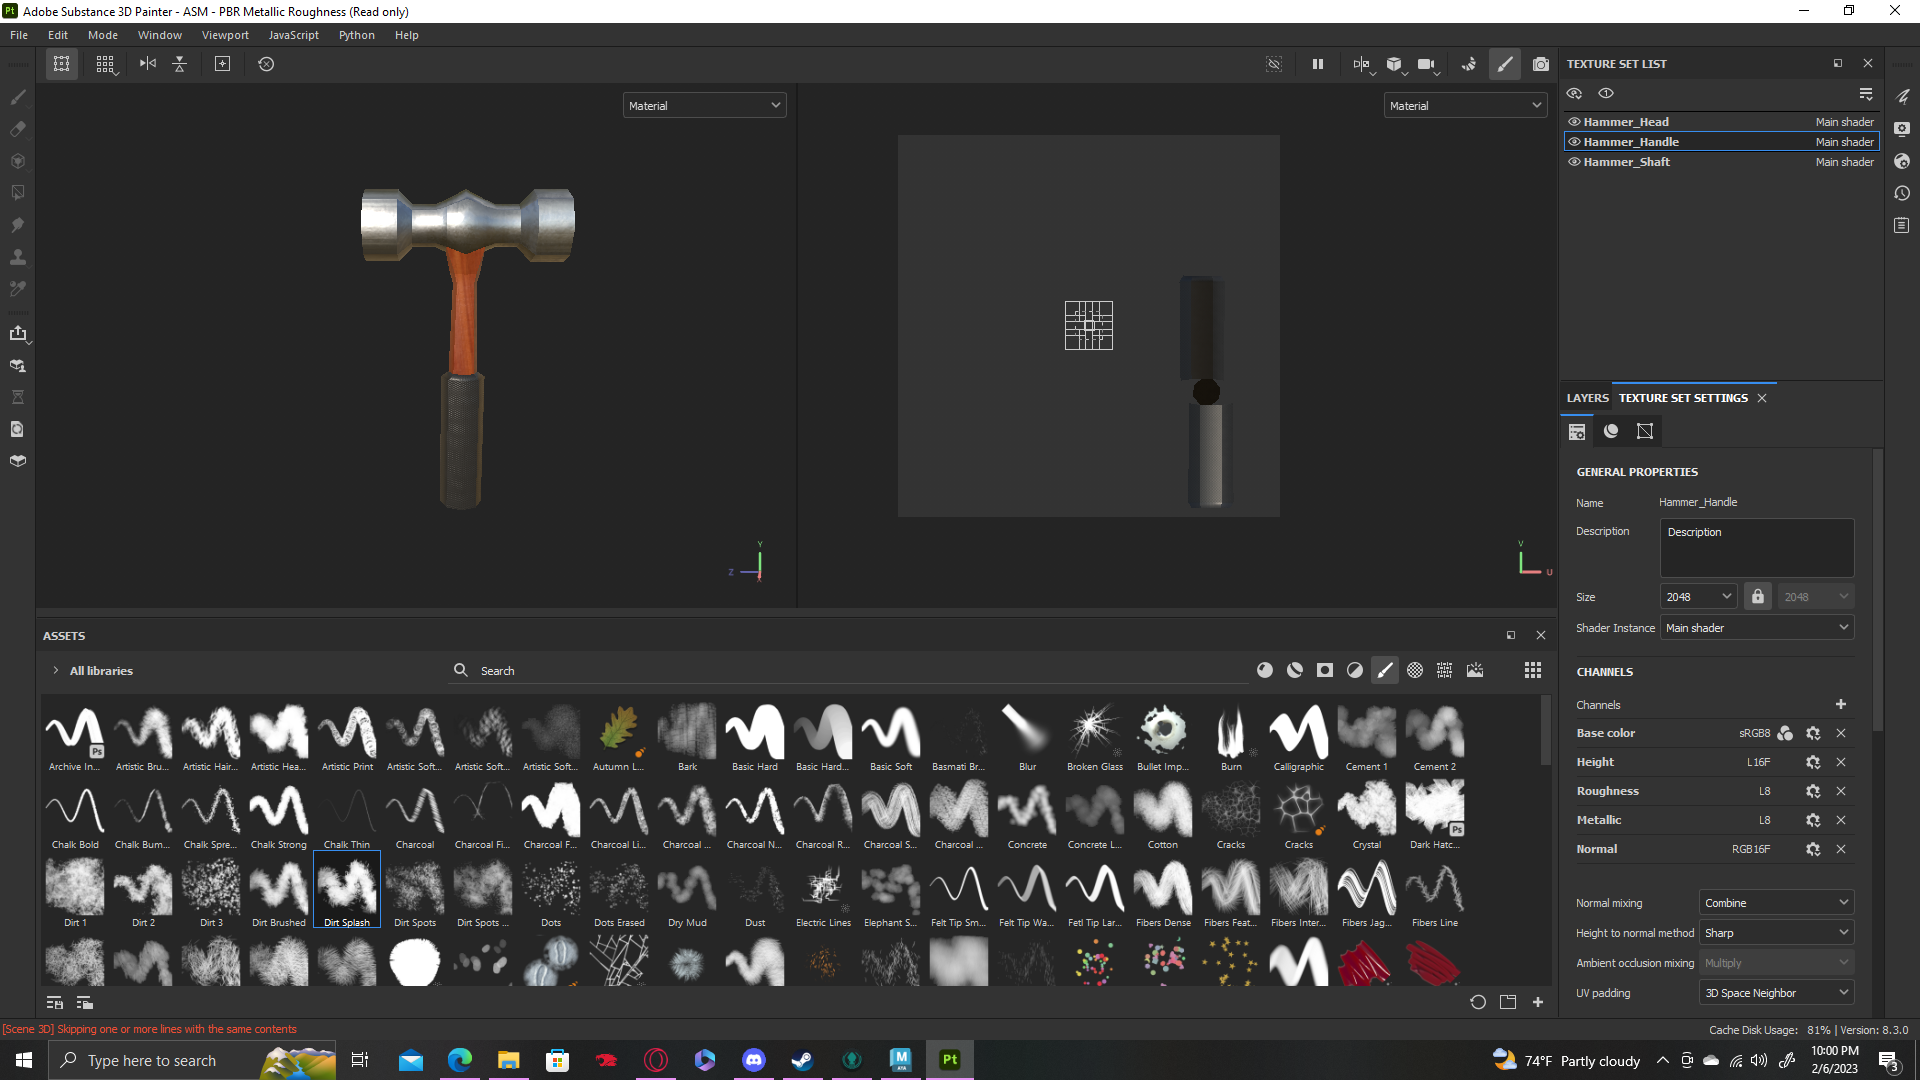 Pt Adobe Substance 3D Painter - ASM - PBR Metallic Roughness (Read only)
File Edit Mode Window Viewport JavaScript Python Help
Material
Material
TEXTURE SET LIST
Hammer_Head Main shader
Hammer_Handle Main shader
Hammer_Shaft Main shader
LAYERS TEXTURE SET SETTINGS
GENERAL PROPERTIES
Name Hammer_Handle
Description Description
Size 2048 2048
Shader Instance Main shader
CHANNELS
Channels
Base color sRGB8
Height L16F
Roughness L8
Metallic L8
Normal RGB16F
Normal mixing Combine
Height to normal method Sharp
Ambient occlusion mixing Multiply
UV padding 3D Space Neighbor
Y
Z
X
V
U
ASSETS
All libraries Search
Ps
Archive In... Artistic Bru... Artistic Hair... Artistic Hea... Artistic Print Artistic Soft... Artistic Soft... Artistic Soft... Autumn L... Bark Basic Hard Basic Hard... Basic Soft Basmati Br... Blur Broken Glass Bullet Imp... Burn Calligraphic Cement 1 Cement 2
Ps
Chalk Bold Chalk Bum... Chalk Spre... Chalk Strong Chalk Thin Charcoal Charcoal Fi... Charcoal F... Charcoal Li... Charcoal ... Charcoal N... Charcoal R... Charcoal S... Charcoal ... Concrete Concrete L... Cotton Cracks Cracks Crystal Dark Hatc...
Dirt 1 Dirt 2 Dirt 3 Dirt Brushed Dirt Splash Dirt Spots Dirt Spots ... Dots Dots Erased Dry Mud Dust Electric Lines Elephant S... Felt Tip Sm... Felt Tip Wa... Fetl Tip Lar... Fibers Dense Fibers Feat... Fibers Inter... Fibers Jag... Fibers Line
[Scene 3D] Skipping one or more lines with the same contents
Cache Disk Usage: 81% | Version: 8.3.0
Type here to search
M
Pt
74°F Partly cloudy
10:00 PM
2/6/2023
3